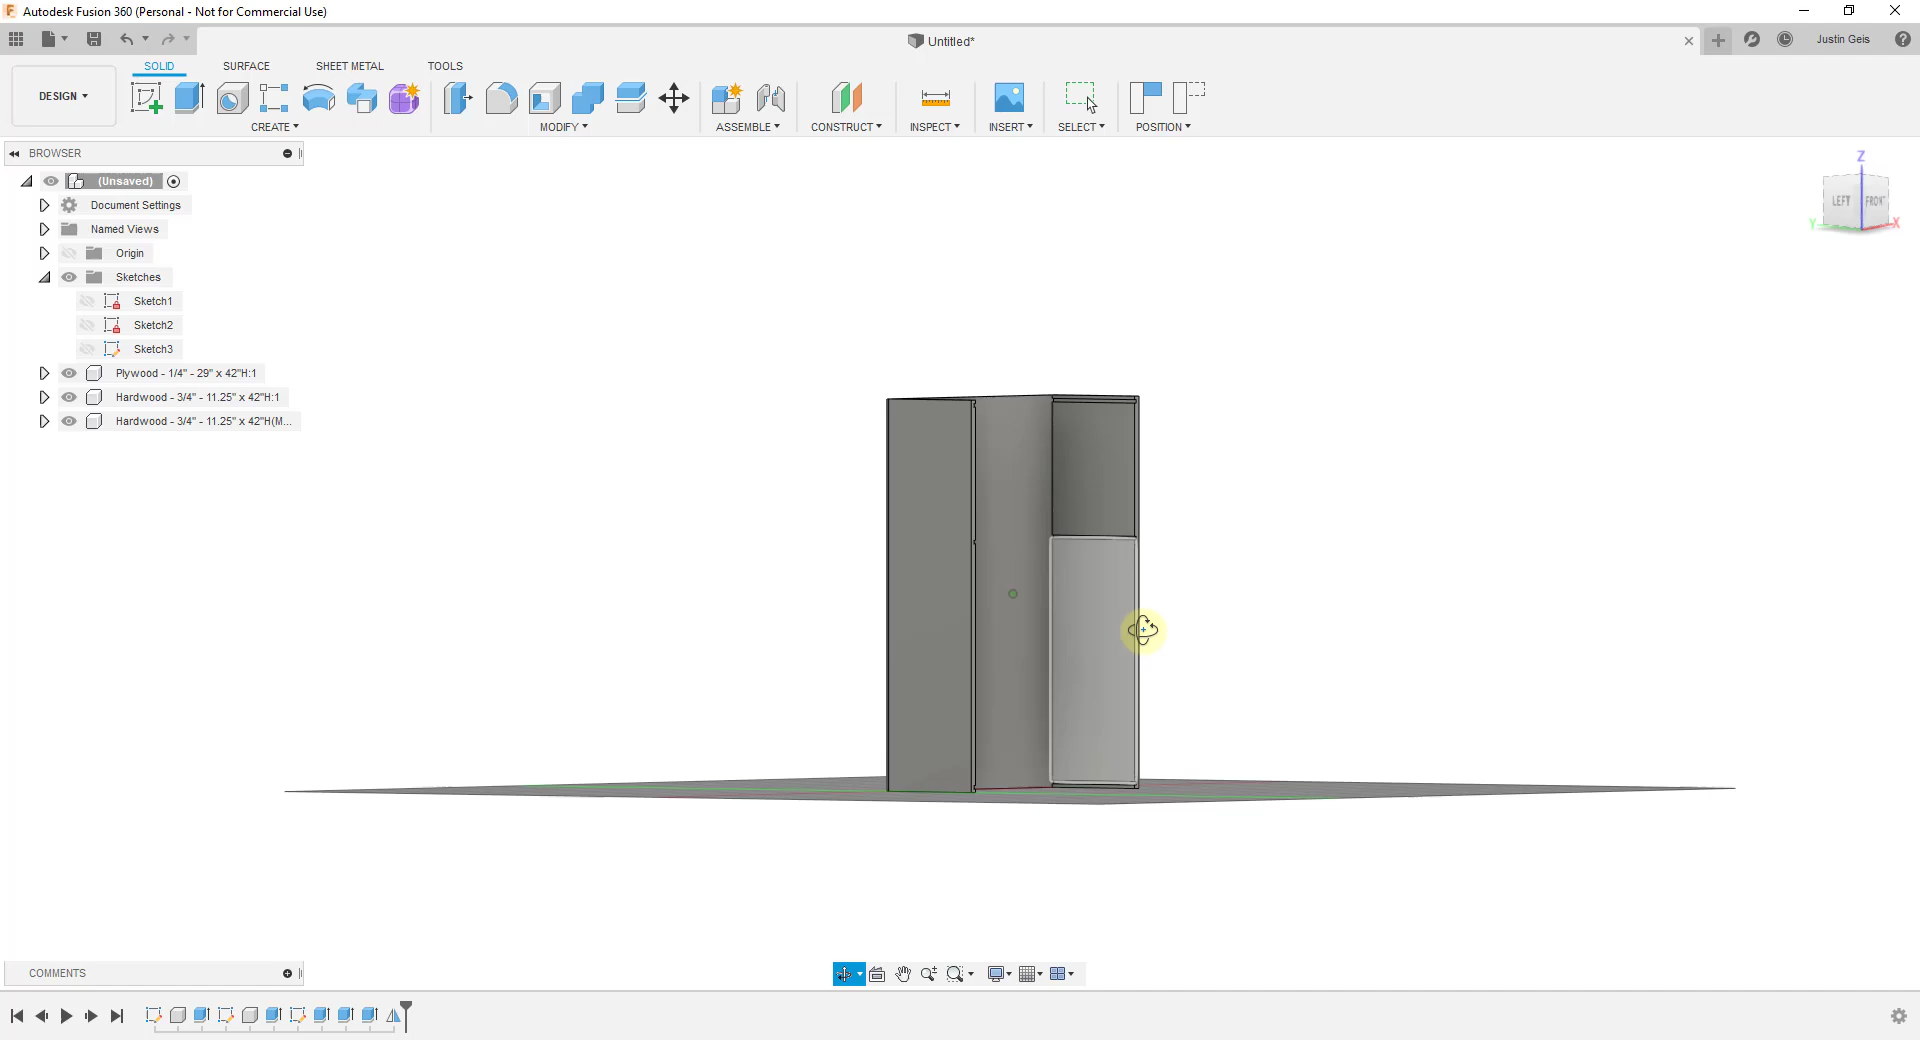 Autodesk Fusion 360 (Personal - Not for Commercial Use)
Untitled*
Justin Geis
DESIGN
SOLID
SURFACE
SHEET METAL
TOOLS
CREATE
MODIFY
ASSEMBLE
CONSTRUCT
INSPECT
INSERT
SELECT
POSITION
BROWSER
(Unsaved)
Document Settings
Named Views
Origin
Sketches
Sketch1
Sketch2
Sketch3
Plywood - 1/4" - 29" x 42"H:1
Hardwood - 3/4" - 11.25" x 42"H:1
Hardwood - 3/4" - 11.25" x 42"H(M...
Z
LEFT
FRONT
Y
X
COMMENTS